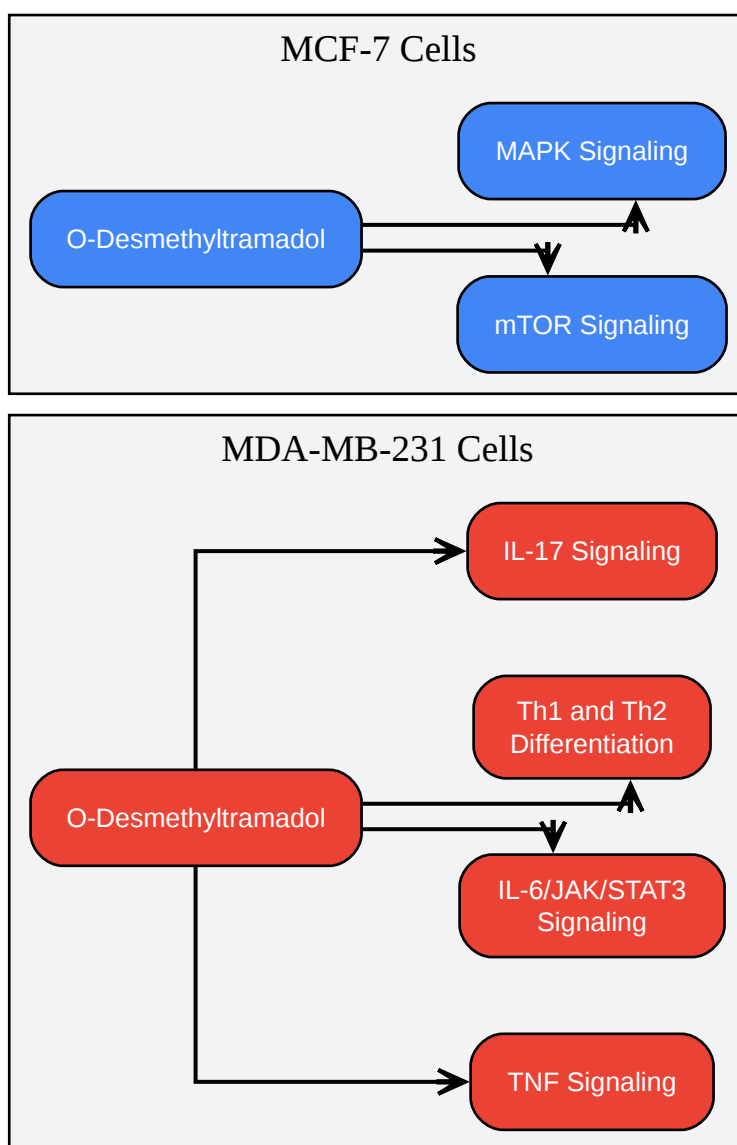 MCF-7 Cells
MAPK Signaling
O-Desmethyltramadol
mTOR Signaling
MDA-MB-231 Cells
IL-17 Signaling
Th1 and Th2
Differentiation
O-Desmethyltramadol
IL-6/JAK/STAT3
Signaling
TNF Signaling